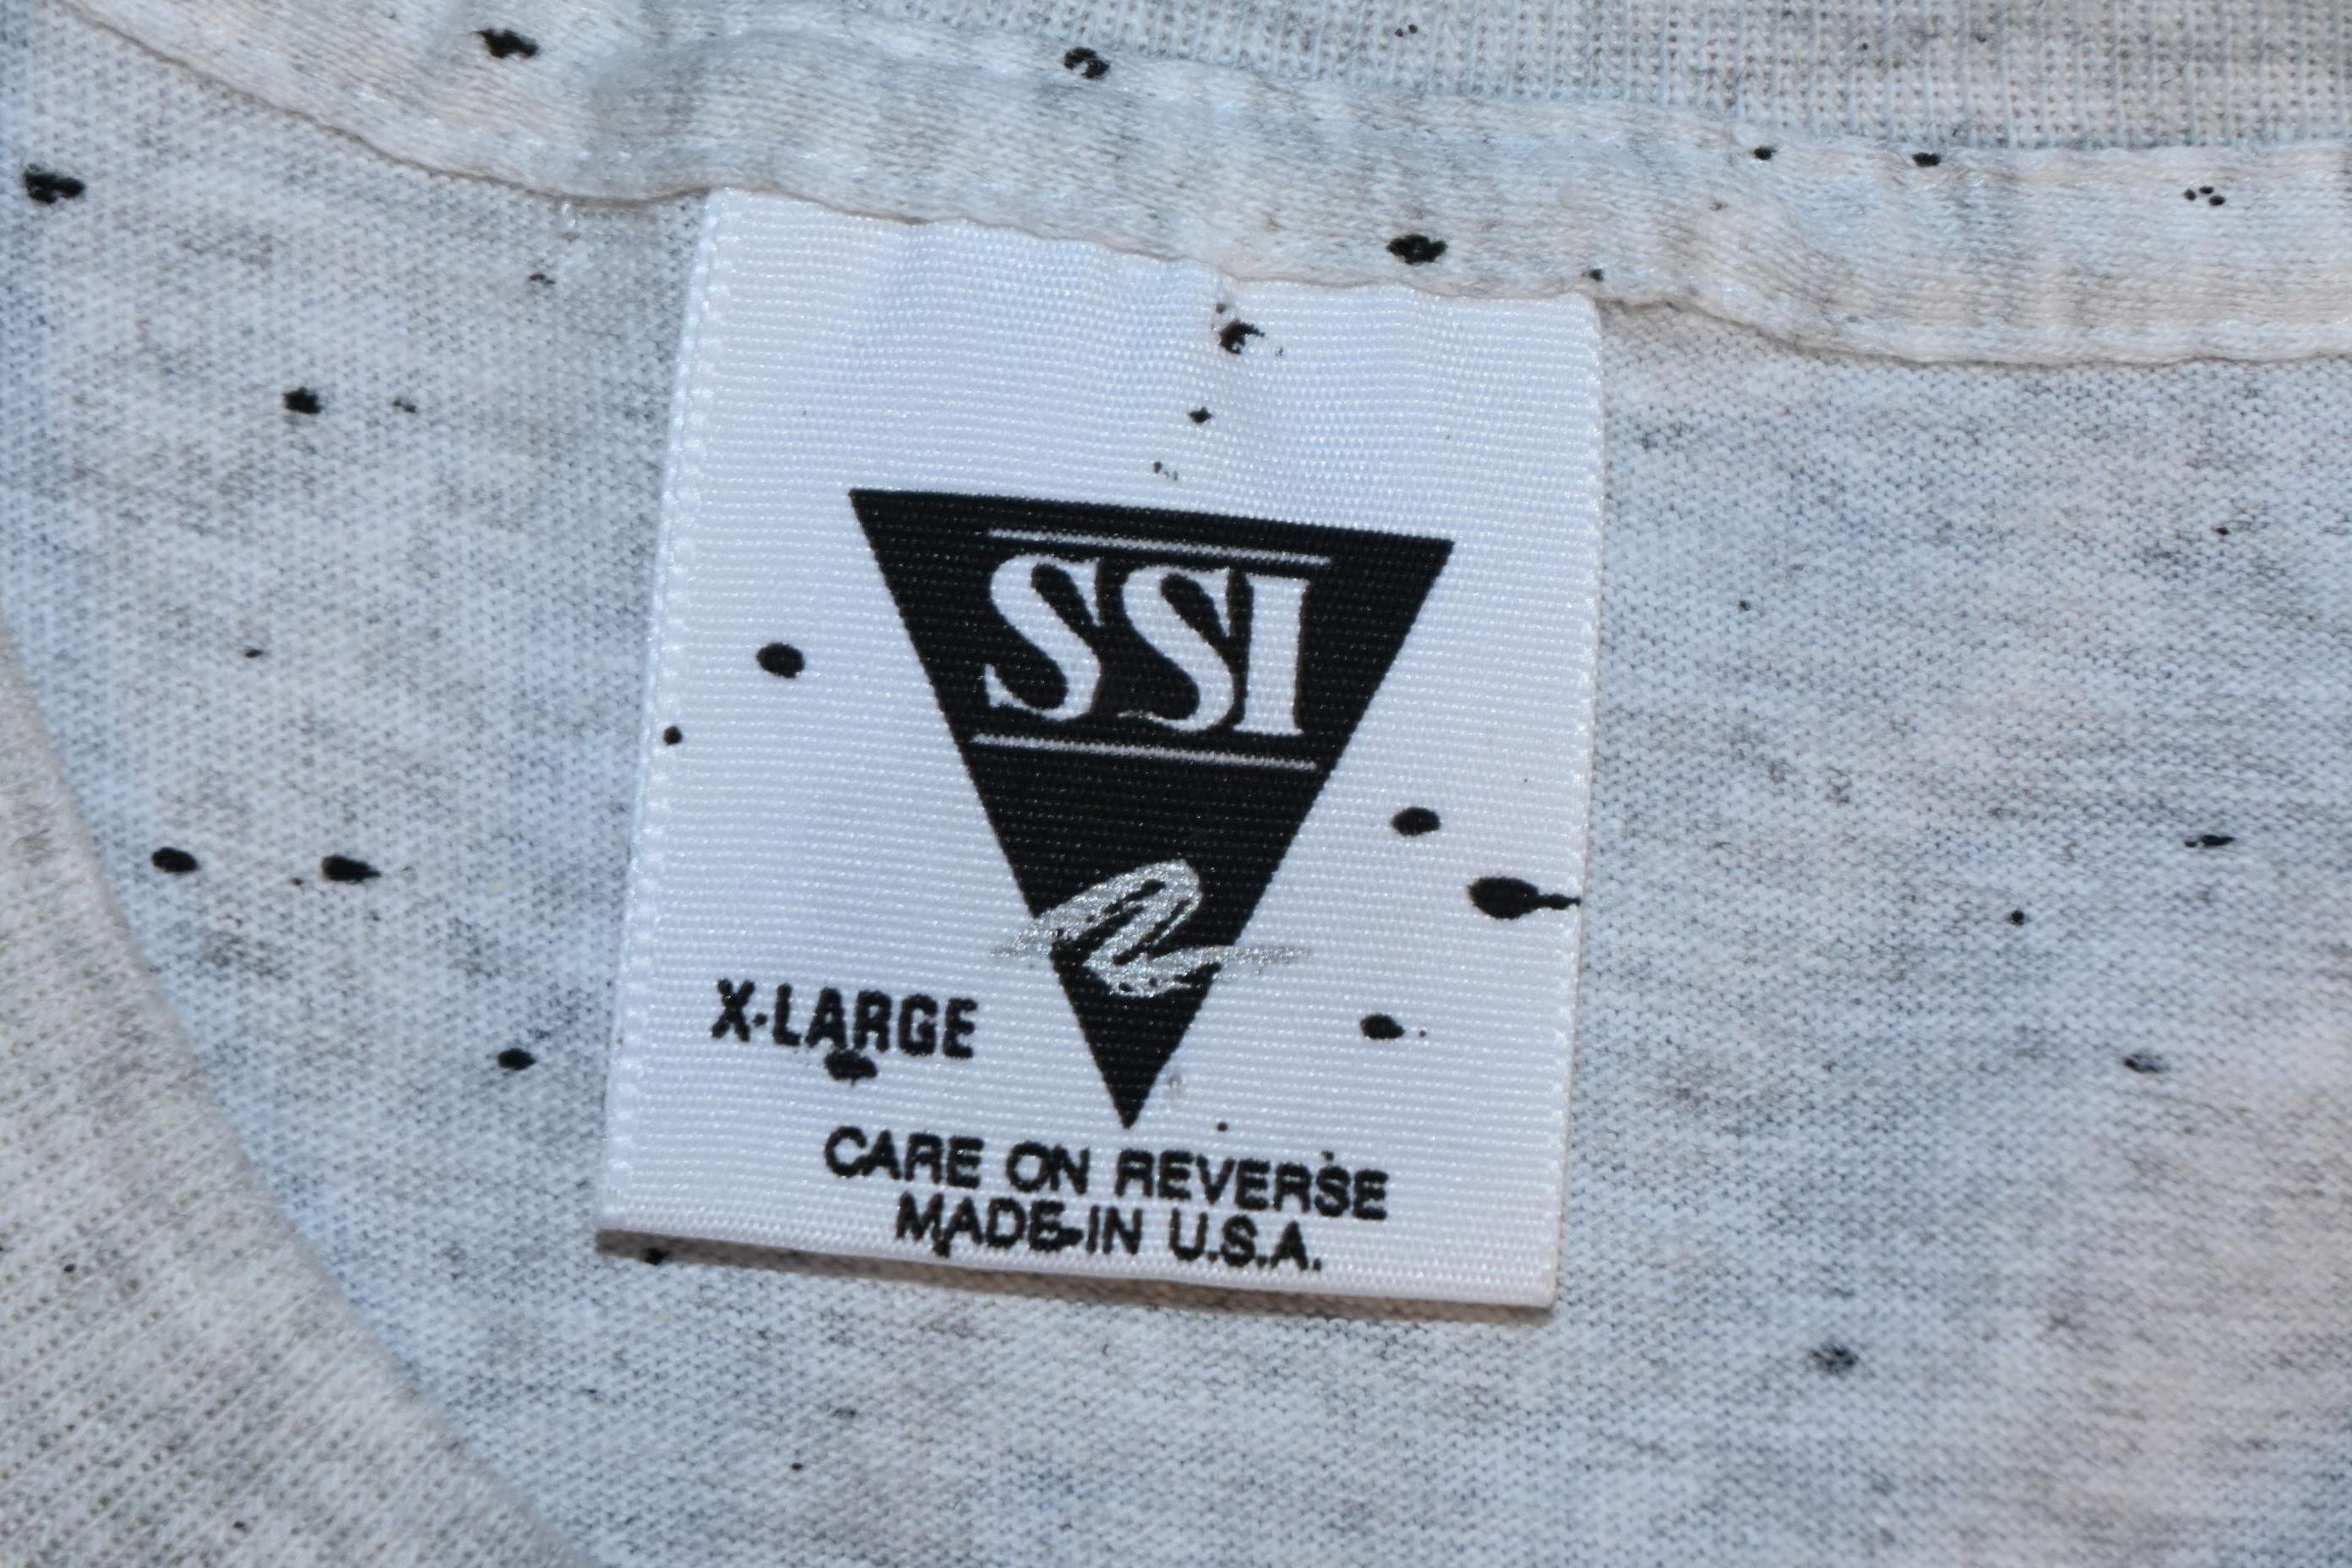 SSI
X-LARGE
CARE ON REVERSE
MADE IN U.S.A.